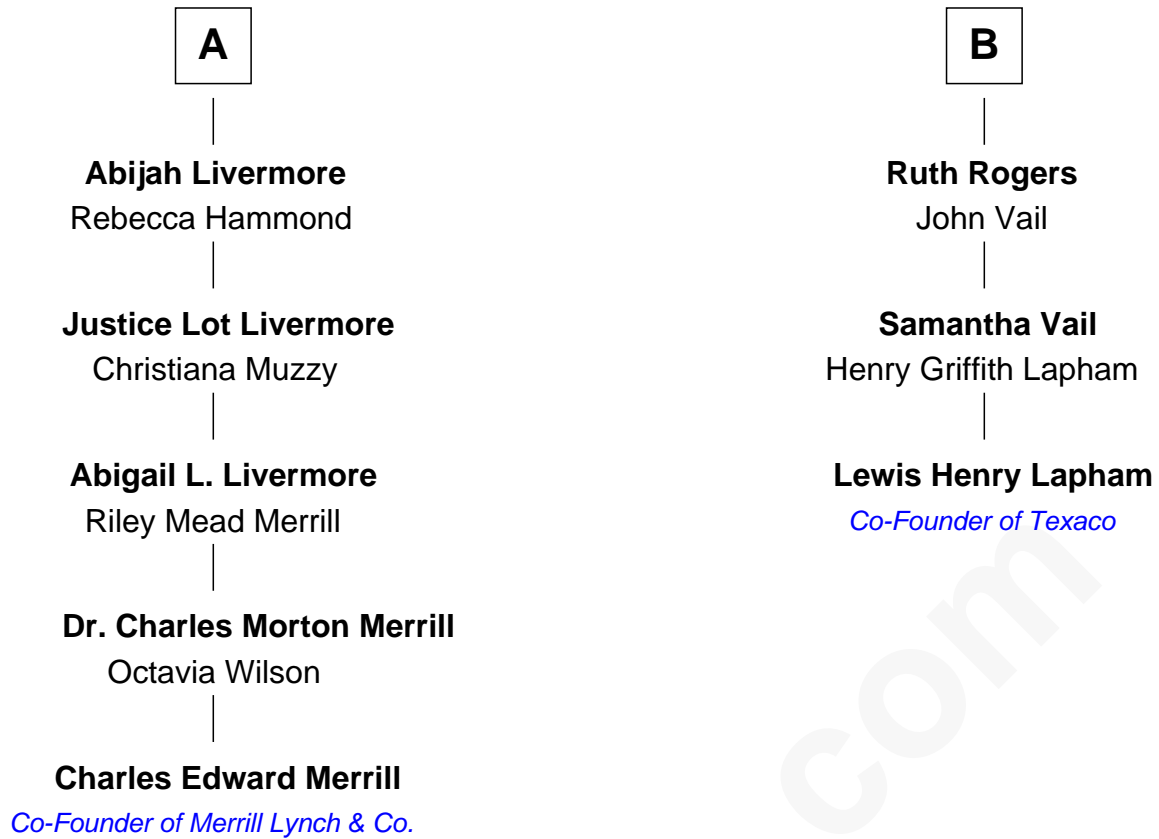 A
Abijah Livermore
Rebecca Hammond
Justice Lot Livermore
Christiana Muzzy
Abigail L. Livermore
Riley Mead Merrill
Dr. Charles Morton Merrill
Octavia Wilson
Charles Edward Merrill
Co-Founder of Merrill Lynch & Co.
B
Ruth Rogers
John Vail
Samantha Vail
Henry Griffith Lapham
Lewis Henry Lapham
Co-Founder of Texaco
com